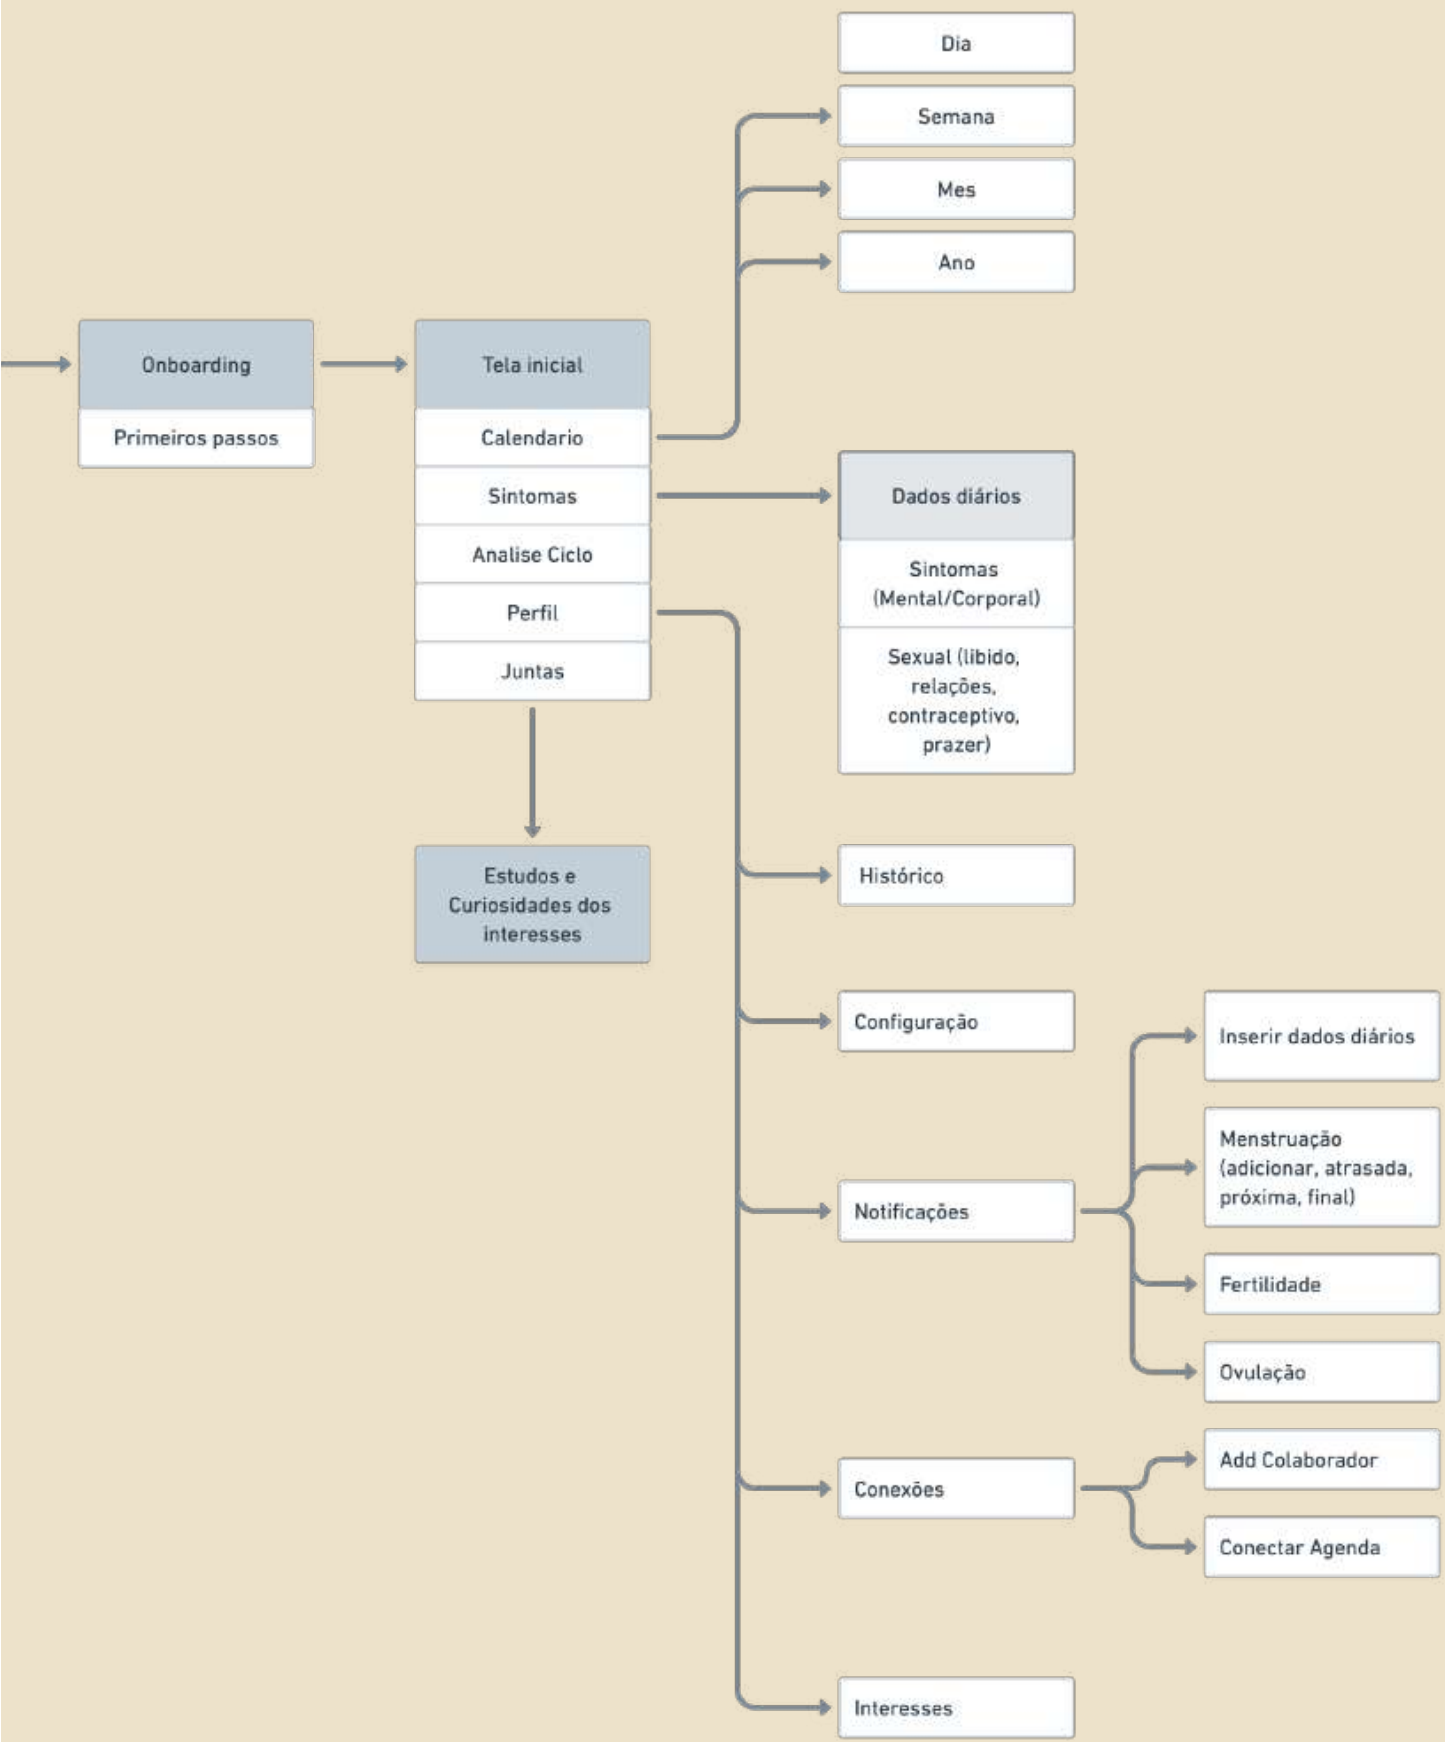 Dia
Semana
Mes
Ano
Onboarding
Primeiros passos
Tela inicial
Calendario
Sintomas
Analise Ciclo
Perfil
Juntas
Estudos e
Curiosidades dos
interesses
Dados diários
Sintomas
(Mental/Corporal)
Sexual (libido,
relações,
contraceptivo,
prazer)
Histórico
Configuração
Notificações
Inserir dados diários
Menstruação
(adicionar, atrasada,
próxima, final)
Fertilidade
Ovulação
Conexões
Add Colaborador
Conectar Agenda
Interesses